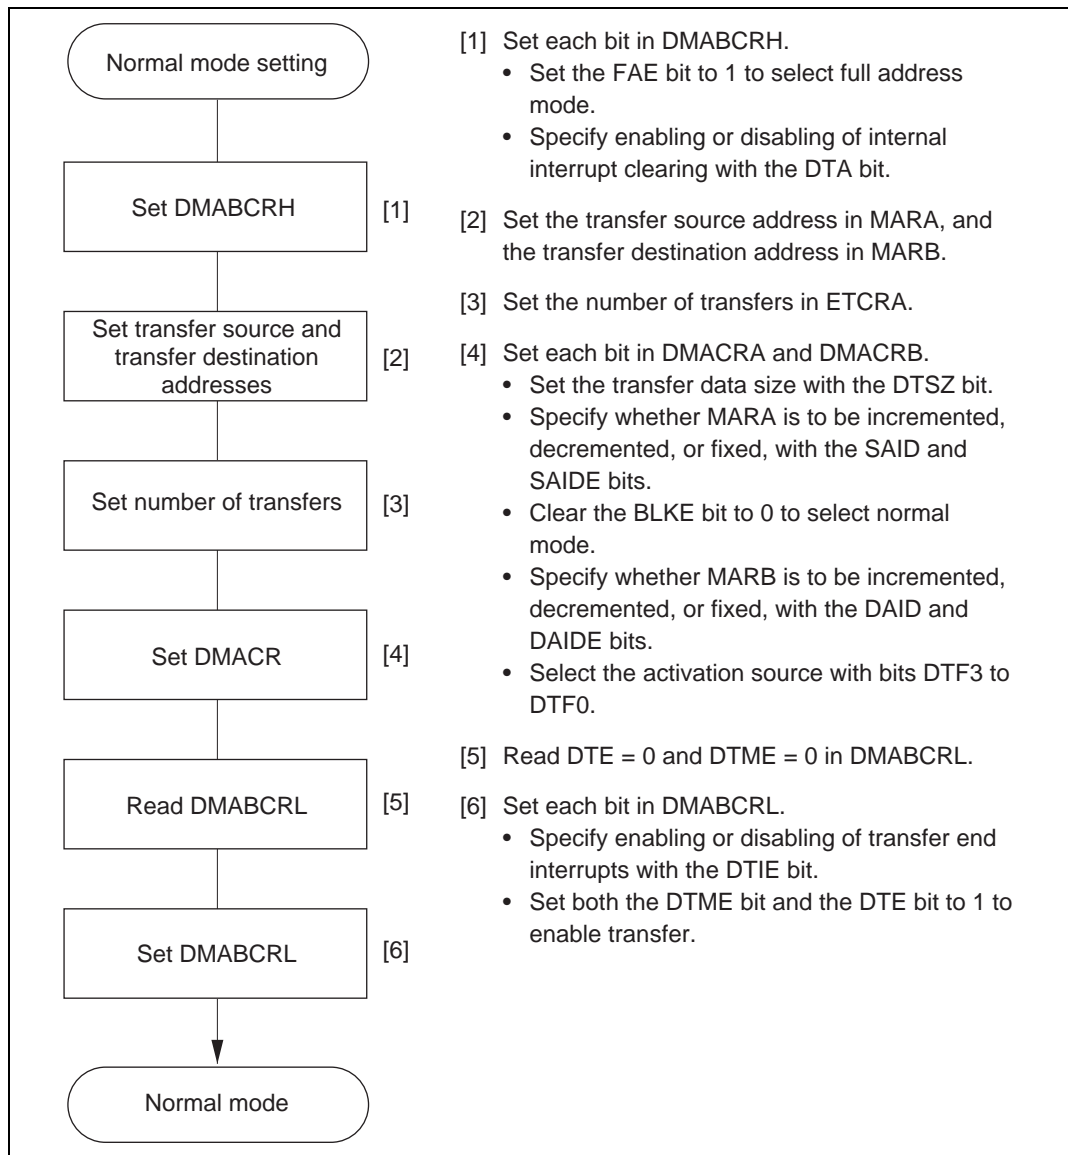 Normal mode setting
Set DMABCRH
[1]
Set transfer source and
transfer destination
addresses
[2]
Set number of transfers
[3]
Set DMACR
[4]
Read DMABCRL
[5]
Set DMABCRL
[6]
Normal mode
[1] Set each bit in DMABCRH.
• Set the FAE bit to 1 to select full address
mode.
• Specify enabling or disabling of internal
interrupt clearing with the DTA bit.
[2] Set the transfer source address in MARA, and
the transfer destination address in MARB.
[3] Set the number of transfers in ETCRA.
[4] Set each bit in DMACRA and DMACRB.
• Set the transfer data size with the DTSZ bit.
• Specify whether MARA is to be incremented,
decremented, or fixed, with the SAID and
SAIDE bits.
• Clear the BLKE bit to 0 to select normal
mode.
• Specify whether MARB is to be incremented,
decremented, or fixed, with the DAID and
DAIDE bits.
• Select the activation source with bits DTF3 to
DTF0.
[5] Read DTE = 0 and DTME = 0 in DMABCRL.
[6] Set each bit in DMABCRL.
• Specify enabling or disabling of transfer end
interrupts with the DTIE bit.
• Set both the DTME bit and the DTE bit to 1 to
enable transfer.